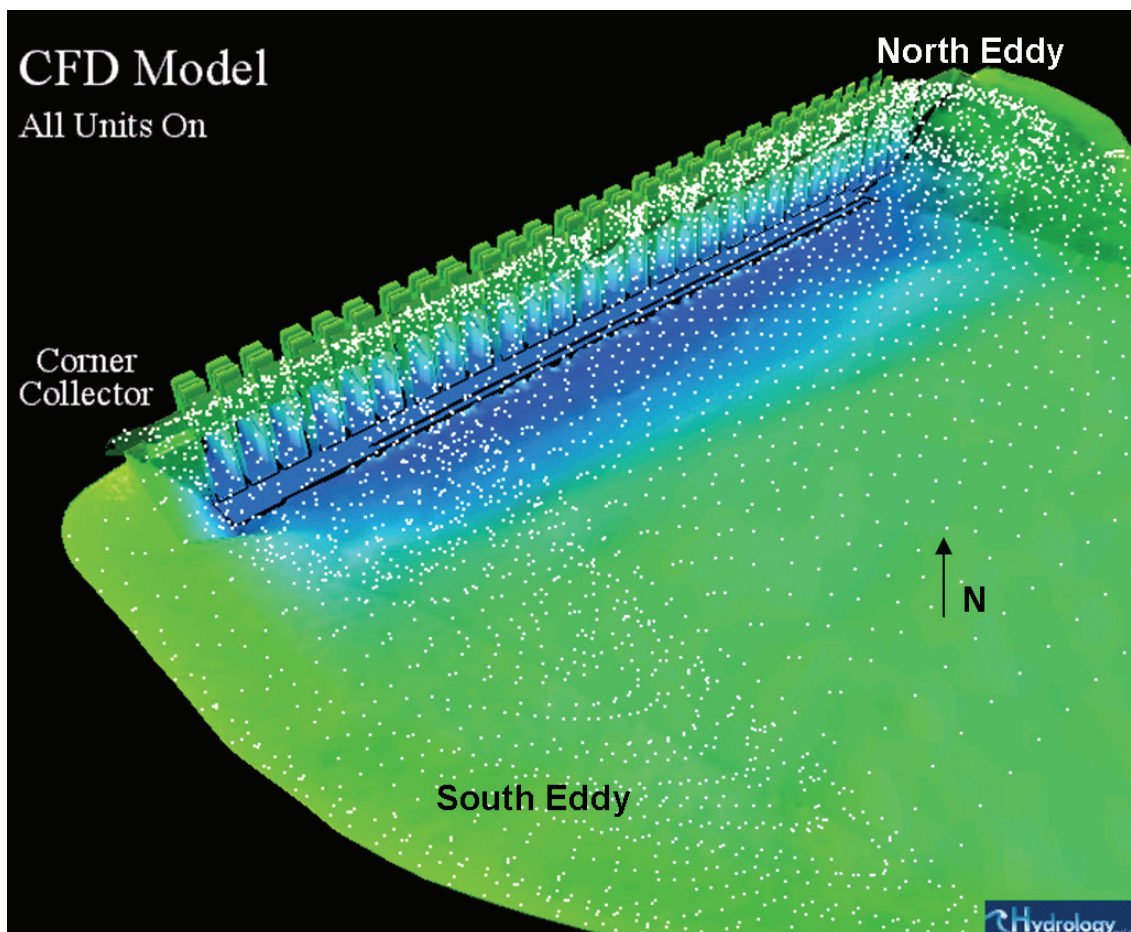 CFD Model
All Units On
North Eddy
Corner
Collector
N
South Eddy
Hydrology